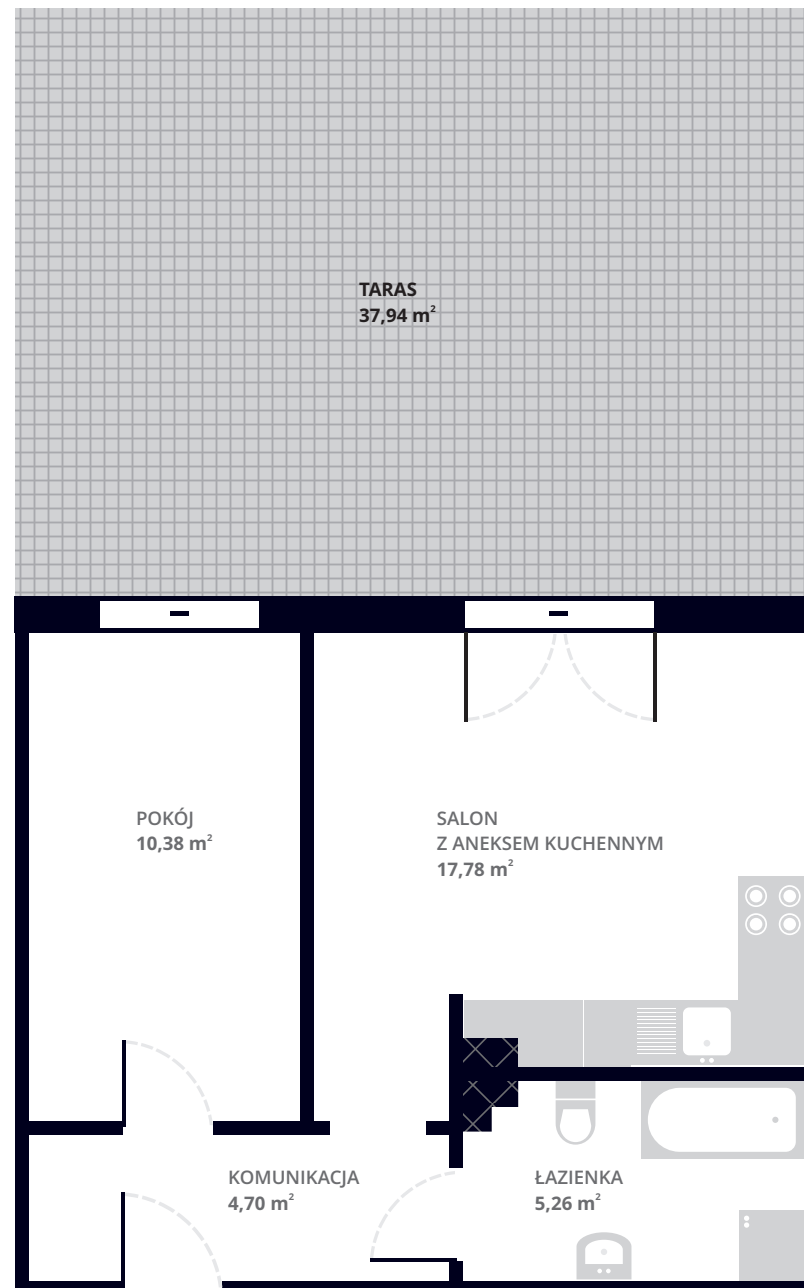 TARAS
37,94 m²
POKÓJ
10,38 m²
SALON
Z ANEKSEM KUCHENNYM
17,78 m²
KOMUNIKACJA
4,70 m²
ŁAZIENKA
5,26 m²